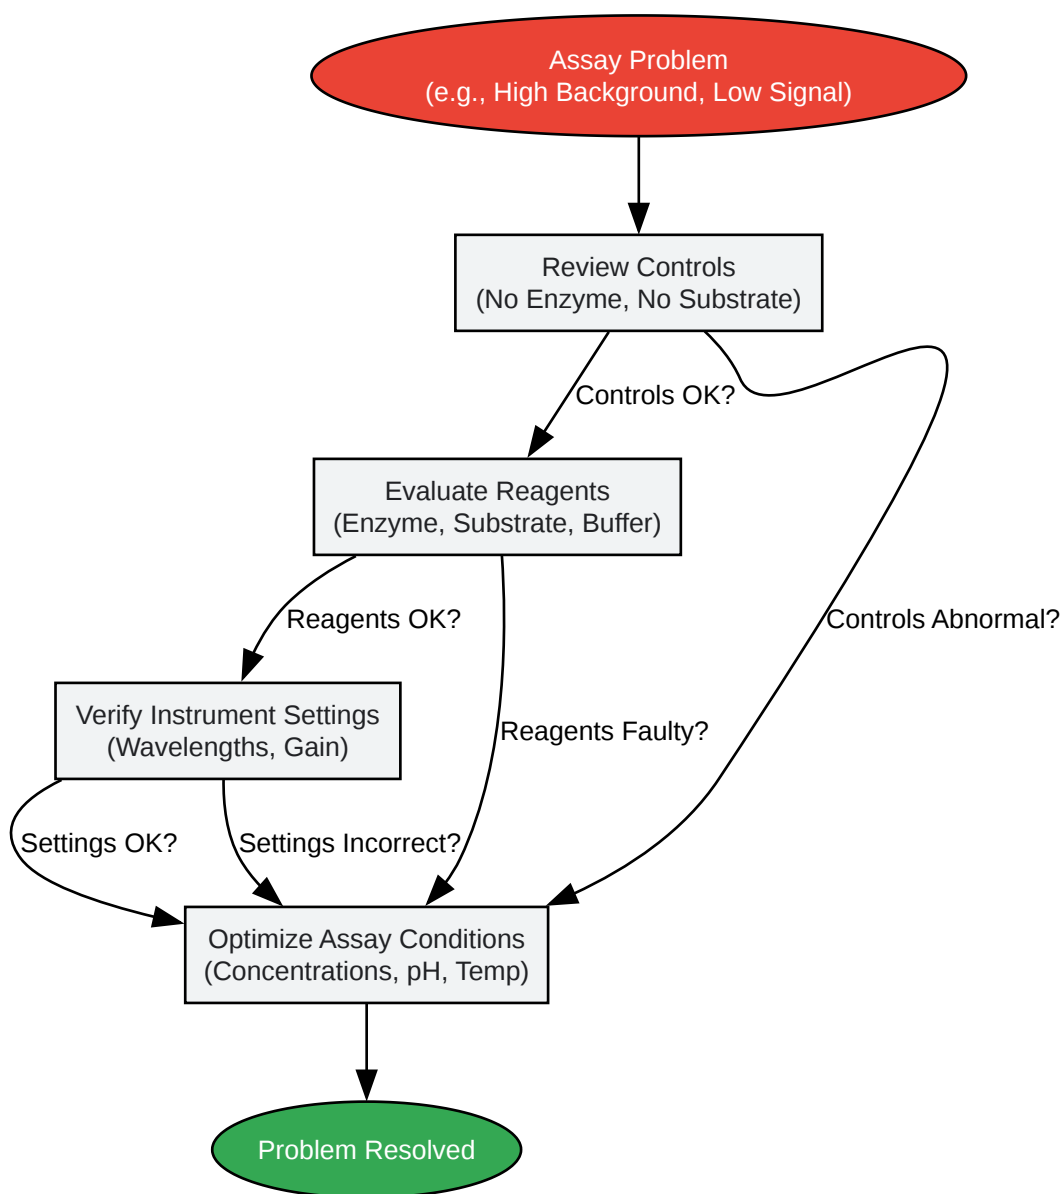 Assay Problem
(e.g., High Background, Low Signal)
Review Controls
(No Enzyme, No Substrate)
Controls OK?
Evaluate Reagents
(Enzyme, Substrate, Buffer)
Reagents OK?
Controls Abnormal?
Verify Instrument Settings
(Wavelengths, Gain)
Reagents Faulty?
Settings OK?
Settings Incorrect?
Optimize Assay Conditions
(Concentrations, pH, Temp)
Problem Resolved